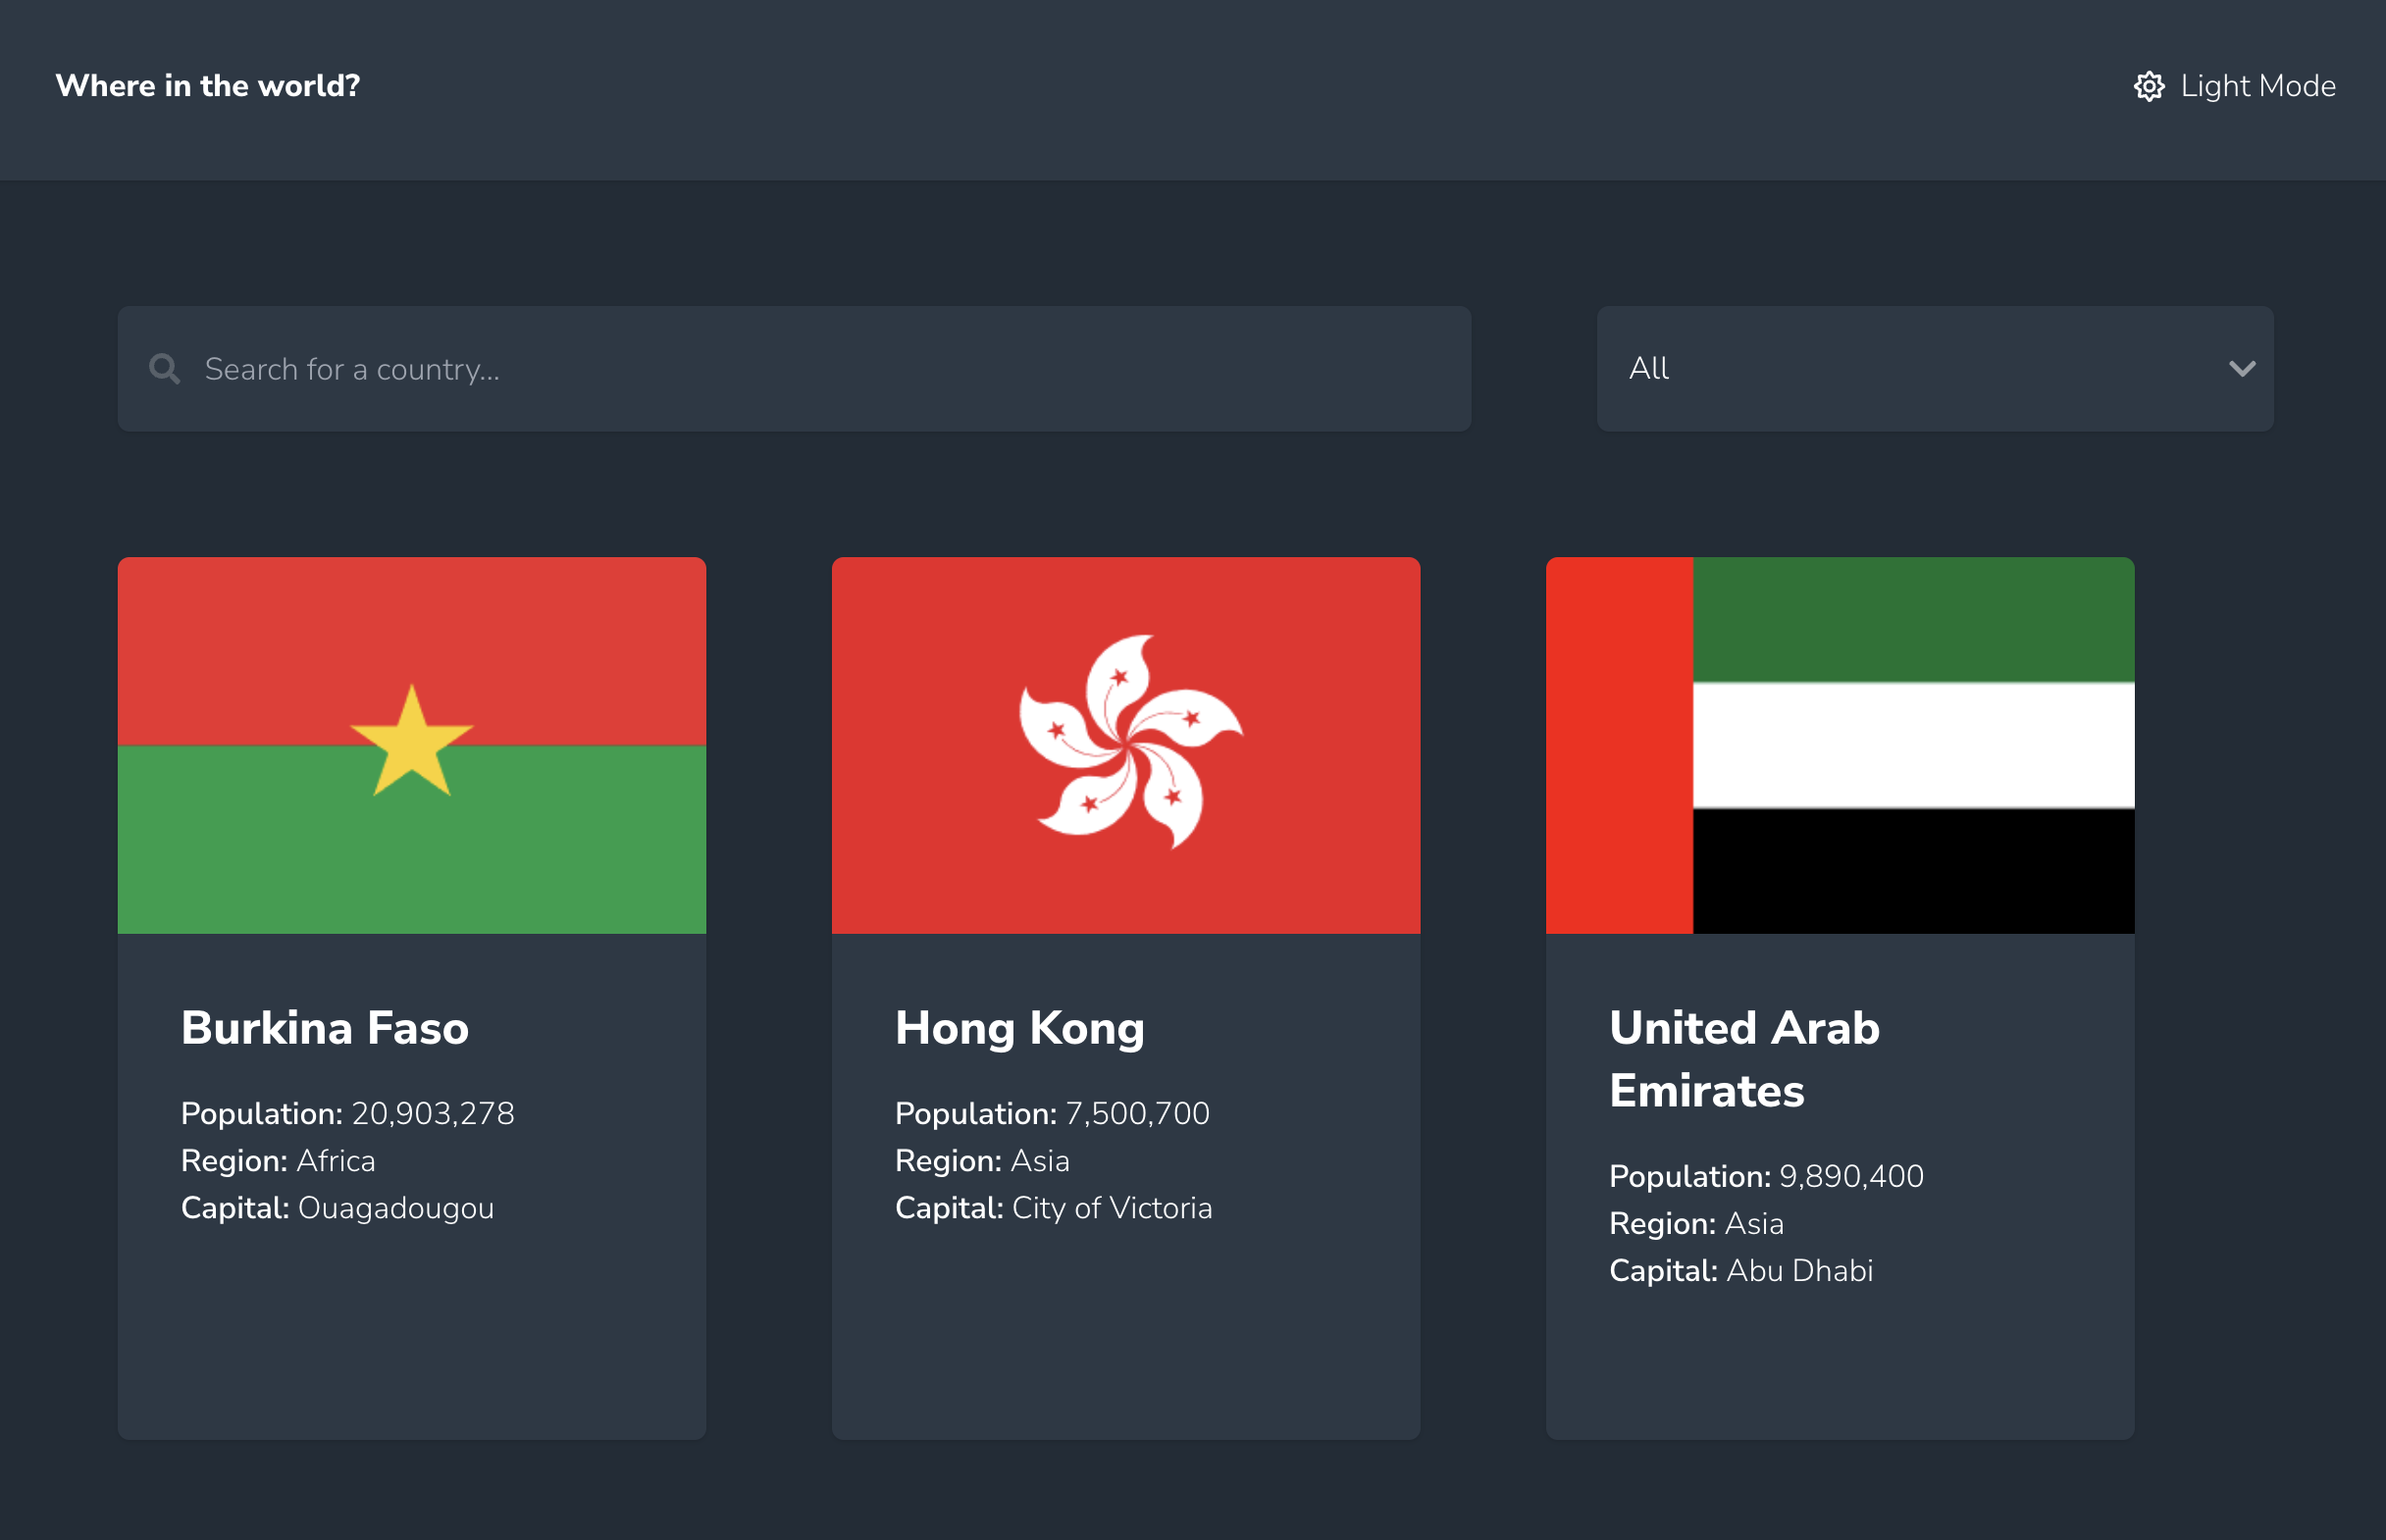 Where in the world?
Light Mode
Search for a country...
All
Burkina Faso
Population: 20,903,278
Region: Africa
Capital: Ouagadougou
Hong Kong
Population: 7,500,700
Region: Asia
Capital: City of Victoria
United Arab
Emirates
Population: 9,890,400
Region: Asia
Capital: Abu Dhabi